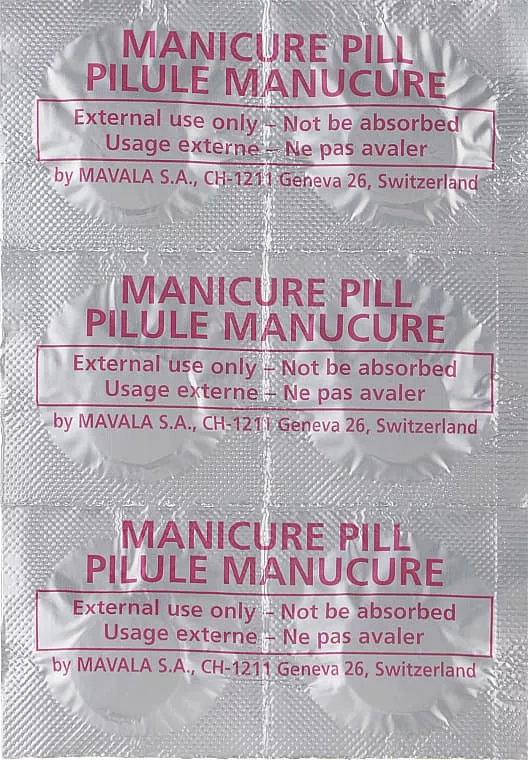 MANICURE PILL
PILULE MANUCURE
External use only – Not be absorbed
Usage externe – Ne pas avaler
by MAVALA S.A., CH-1211 Geneva 26, Switzerland
MANICURE PILL
PILULE MANUCURE
External use only – Not be absorbed
Usage externe – Ne pas avaler
by MAVALA S.A., CH-1211 Geneva 26, Switzerland
MANICURE PILL
PILULE MANUCURE
External use only – Not be absorbed
Usage externe – Ne pas avaler
by MAVALA S.A., CH-1211 Geneva 26, Switzerland